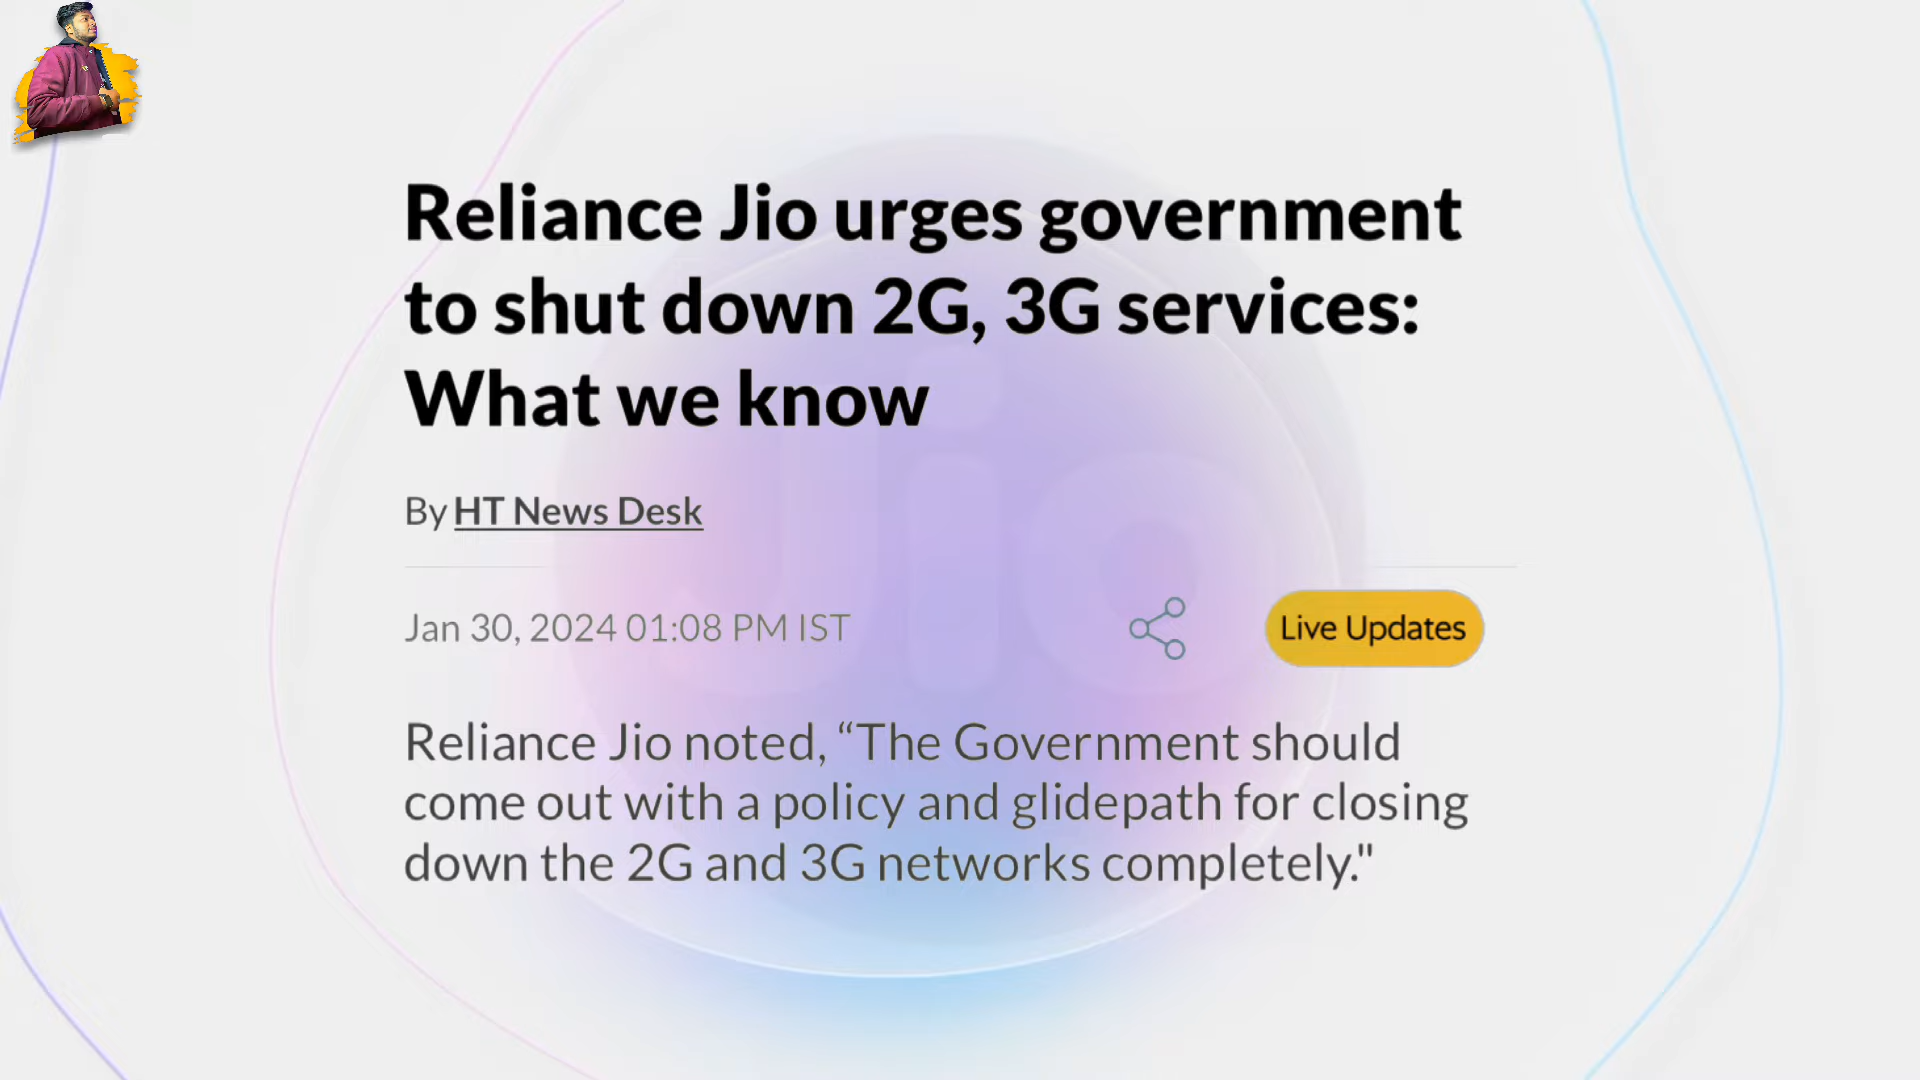 Reliance Jio urges government
to shut down 2G, 3G services:
What we know
By HT News Desk
Jan 30, 2024 01:08 PM IST
Live Updates
Reliance Jio noted, “The Government should
come out with a policy and glidepath for closing
down the 2G and 3G networks completely."
Jio